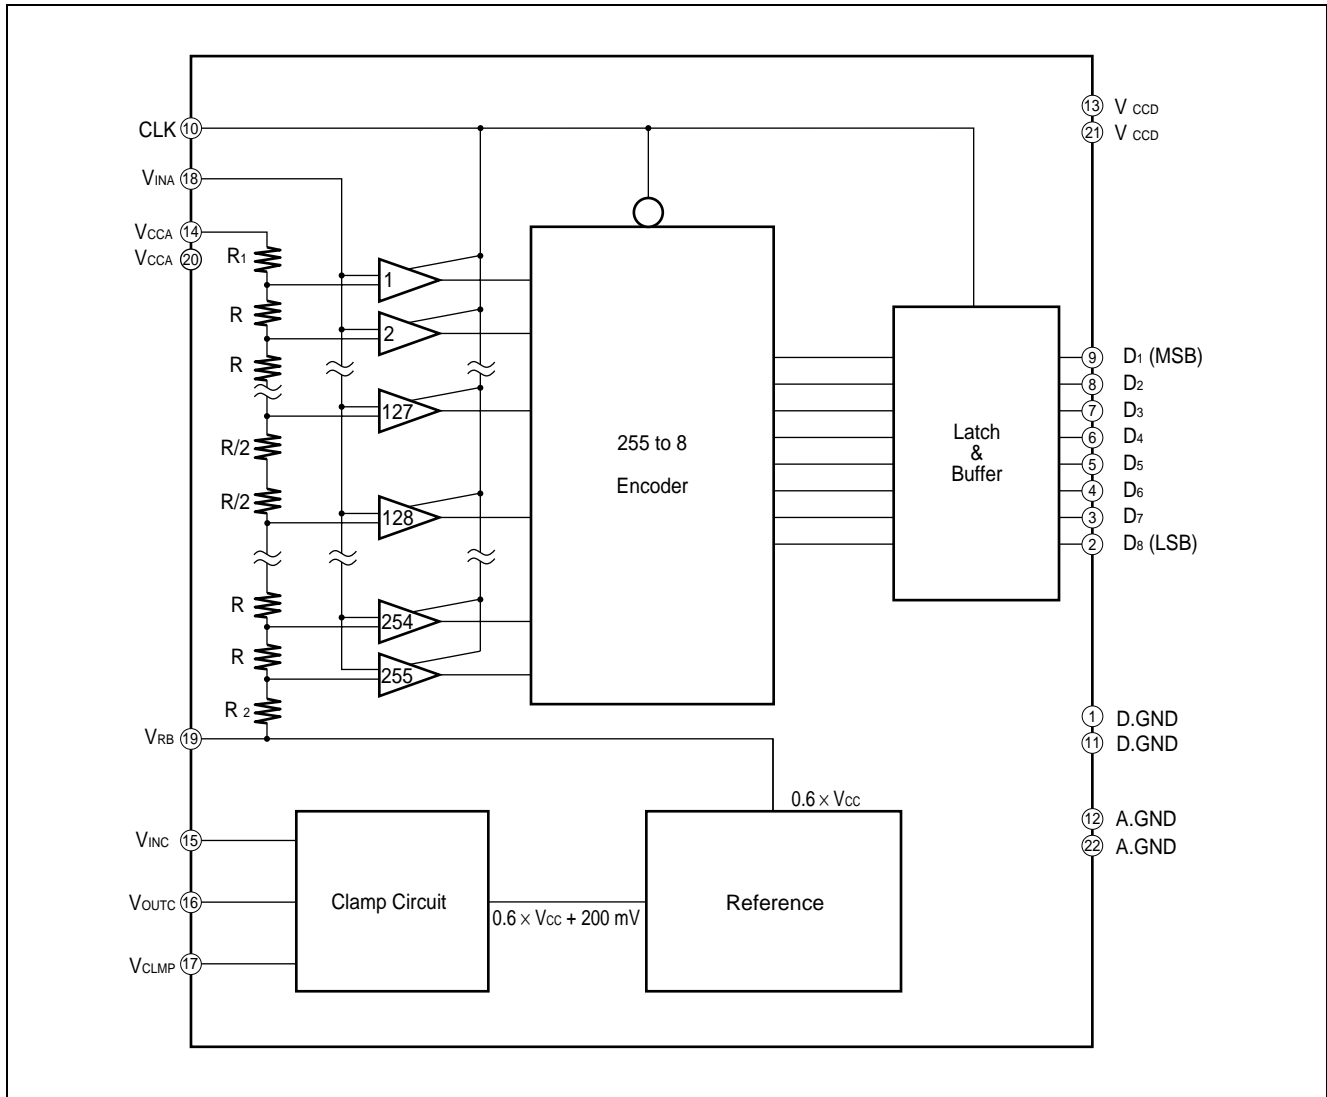 CLK 10
VINA 18
VCCA 14
VCCA 20
R1
R
R
R/2
R/2
R
R
R 2
VRB 19
VINC 15
VOUTC 16
VCLMP 17
1
2
127
128
254
255
255 to 8
Encoder
Latch
&
Buffer
13 V CCD
21 V CCD
9 D1 (MSB)
8 D2
7 D3
6 D4
5 D5
4 D6
3 D7
2 D8 (LSB)
1 D.GND
11 D.GND
12 A.GND
22 A.GND
0.6 × VCC
Clamp Circuit
0.6 × VCC + 200 mV
Reference